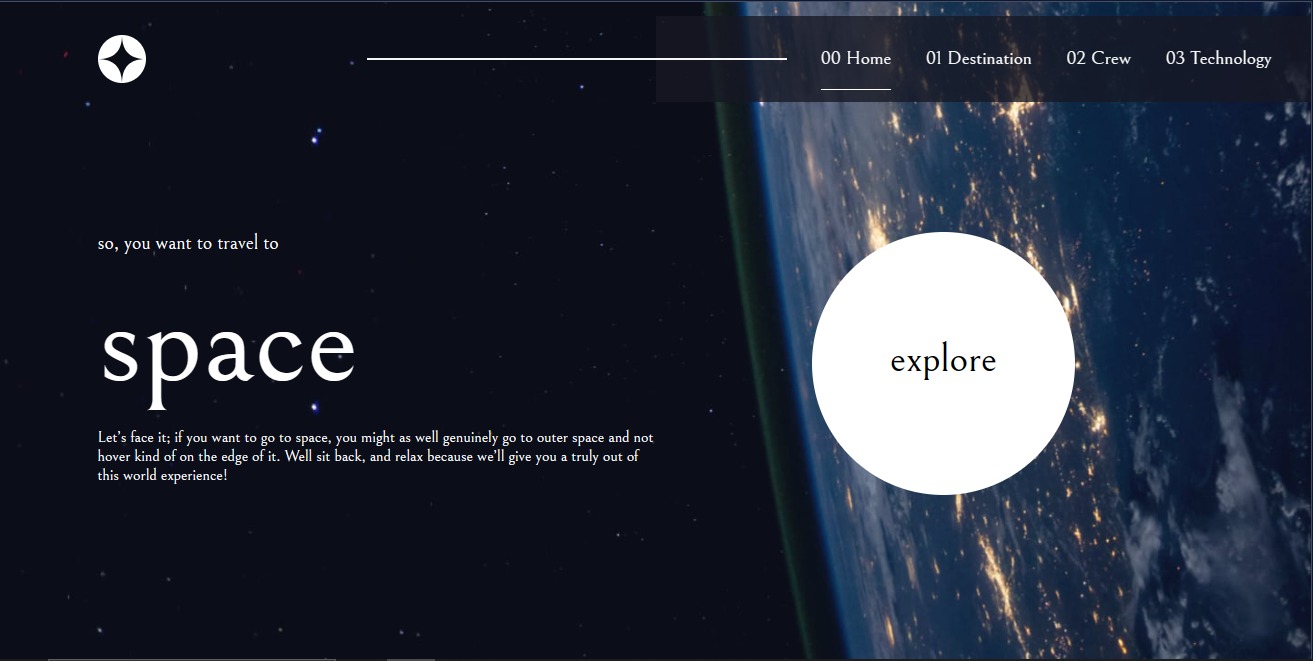 00 Home 01 Destination 02 Crew 03 Technology
so, you want to travel to
space
explore
Let's face it; if you want to go to space, you might as well genuinely go to outer space and not
hover kind of on the edge of it. Well sit back, and relax because we'll give you a truly out of
this world experience!